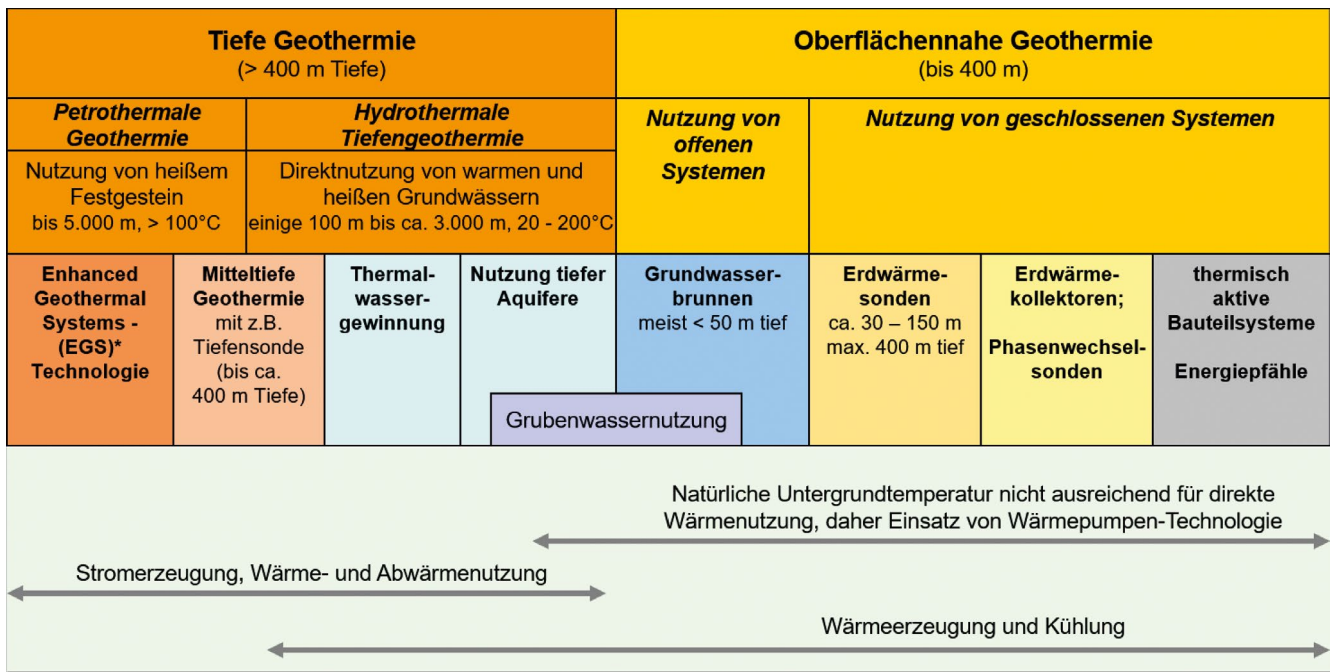 Tiefe Geothermie
(> 400 m Tiefe)
Oberflächennahe Geothermie
(bis 400 m)
Petrothermale
Geothermie
Hydrothermale
Tiefengeothermie
Nutzung von
offenen
Systemen
Nutzung von geschlossenen Systemen
Nutzung von heißem
Festgestein
bis 5.000 m, > 100°C
Direktnutzung von warmen und
heißen Grundwässern
einige 100 m bis ca. 3.000 m, 20 - 200°C
Enhanced
Geothermal
Systems -
(EGS)*
Technologie
Mitteltiefe
Geothermie
mit z.B.
Tiefensonde
(bis ca.
400 m Tiefe)
Thermal-
wasser-
gewinnung
Nutzung tiefer
Aquifere
Grundwasser-
brunnen
meist < 50 m tief
Grubenwassernutzung
Erdwärme-
sonden
ca. 30 – 150 m
max. 400 m tief
Erdwärme-
kollektoren;
Phasenwechsel-
sonden
thermisch
aktive
Bauteilsysteme
Energiepfähle
Natürliche Untergrundtemperatur nicht ausreichend für direkte
Wärmenutzung, daher Einsatz von Wärmepumpen-Technologie
Stromerzeugung, Wärme- und Abwärmenutzung
Wärmeerzeugung und Kühlung